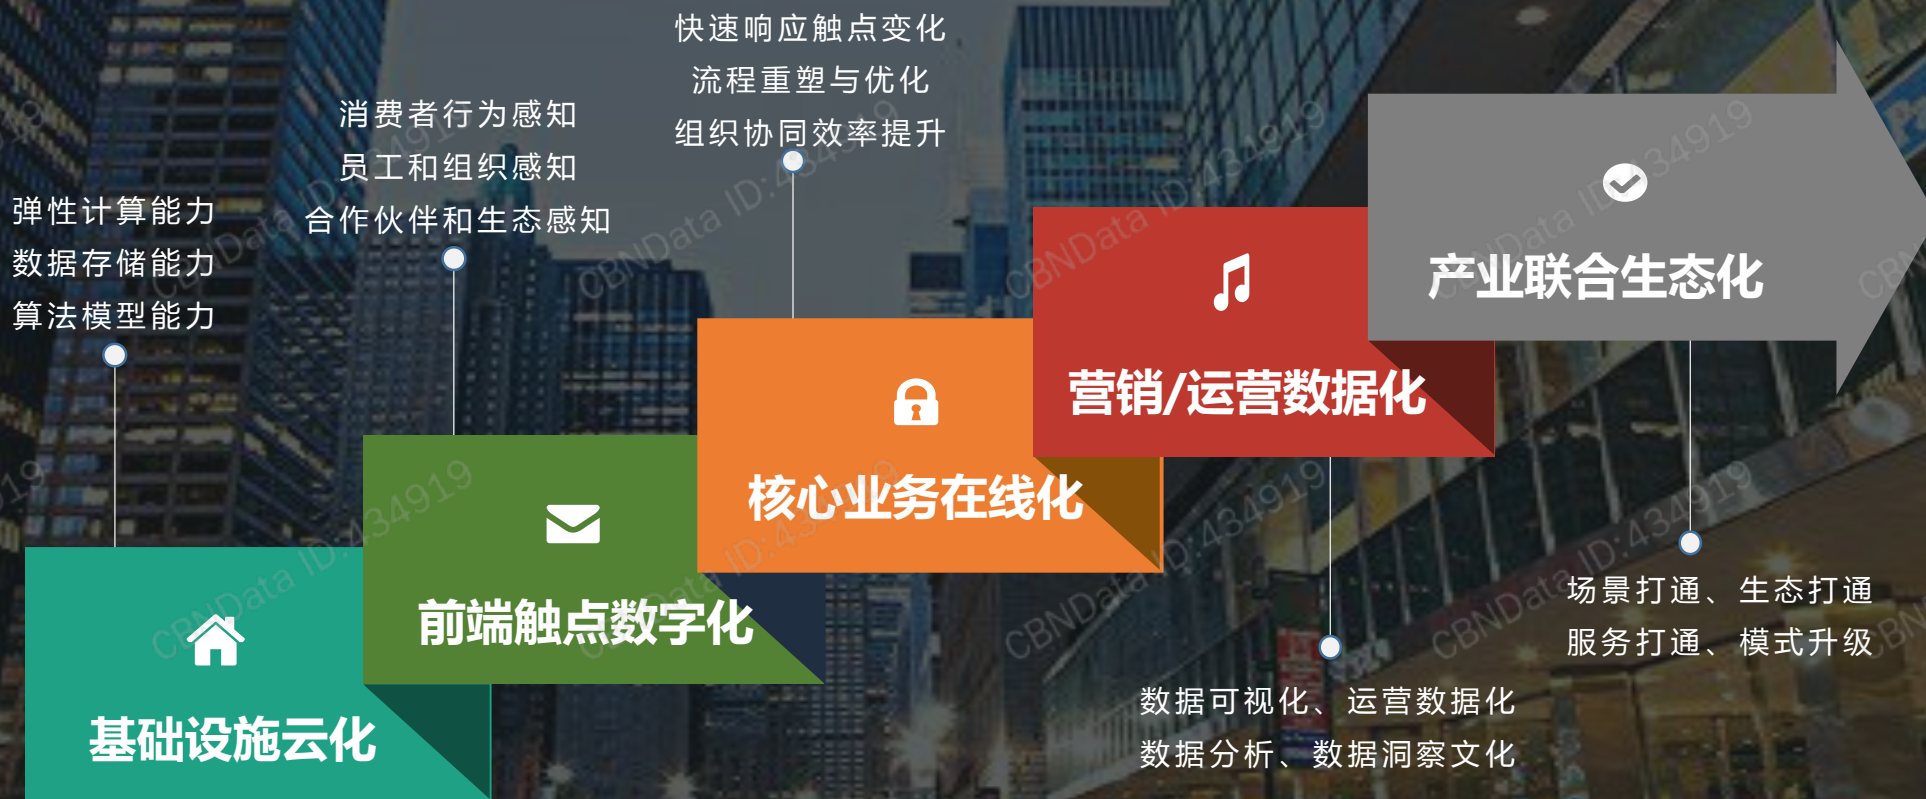 弹性计算能力
数据存储能力
算法模型能力
基础设施云化
消费者行为感知
员工和组织感知
合作伙伴和生态感知
前端触点数字化
快速响应触点变化
流程重塑与优化
组织协同效率提升
核心业务在线化
营销/运营数据化
数据可视化、运营数据化
数据分析、数据洞察文化
产业联合生态化
场景打通、生态打通
服务打通、模式升级
CBNData ID:434919